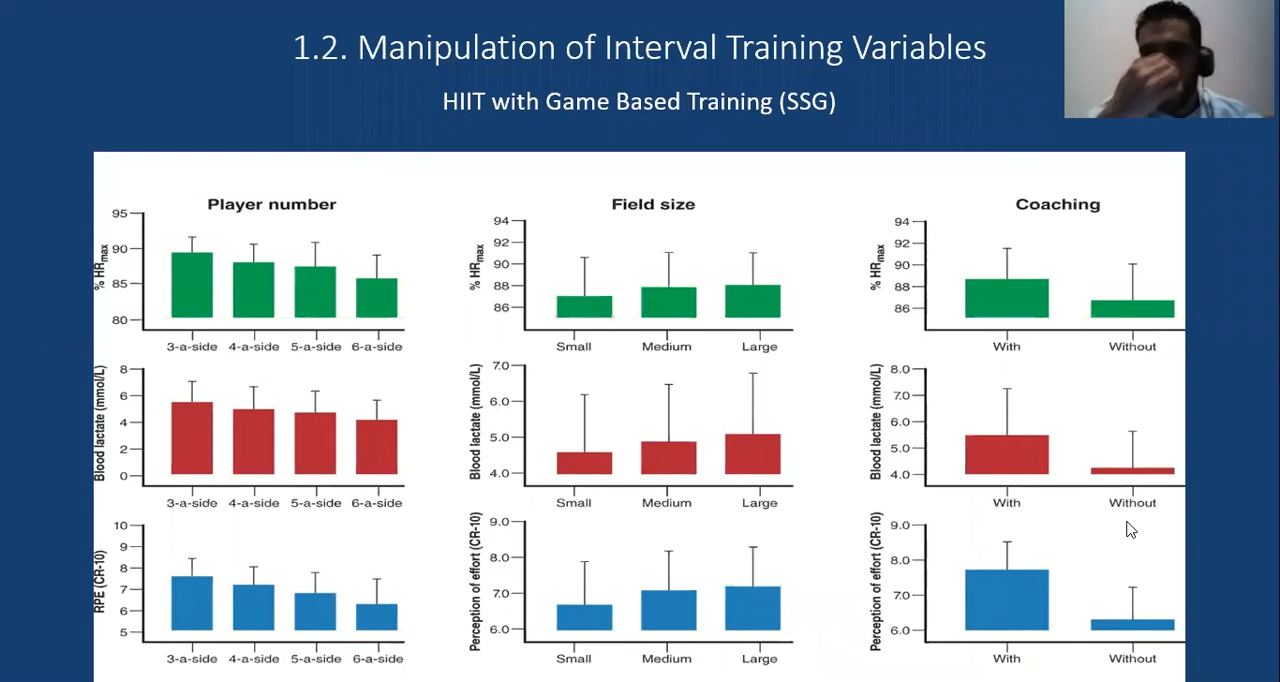 1.2. Manipulation of Interval Training Variables
HIIT with Game Based Training (SSG)
Player number
95
90
85
80
% HRmax
3-a-side 4-a-side 5-a-side 6-a-side
Field size
94
92
90
88
86
% HRmax
Small Medium Large
Coaching
94
92
90
88
86
% HRmax
With Without
8
6
4
2
0
Blood lactate (mmol/L)
3-a-side 4-a-side 5-a-side 6-a-side
7.0
6.0
5.0
4.0
Blood lactate (mmol/L)
Small Medium Large
8.0
7.0
6.0
5.0
4.0
Blood lactate (mmol/L)
With Without
10
9
8
7
6
5
RPE (CR-10)
3-a-side 4-a-side 5-a-side 6-a-side
9.0
8.0
7.0
6.0
Perception of effort (CR-10)
Small Medium Large
9.0
8.0
7.0
6.0
Perception of effort (CR-10)
With Without